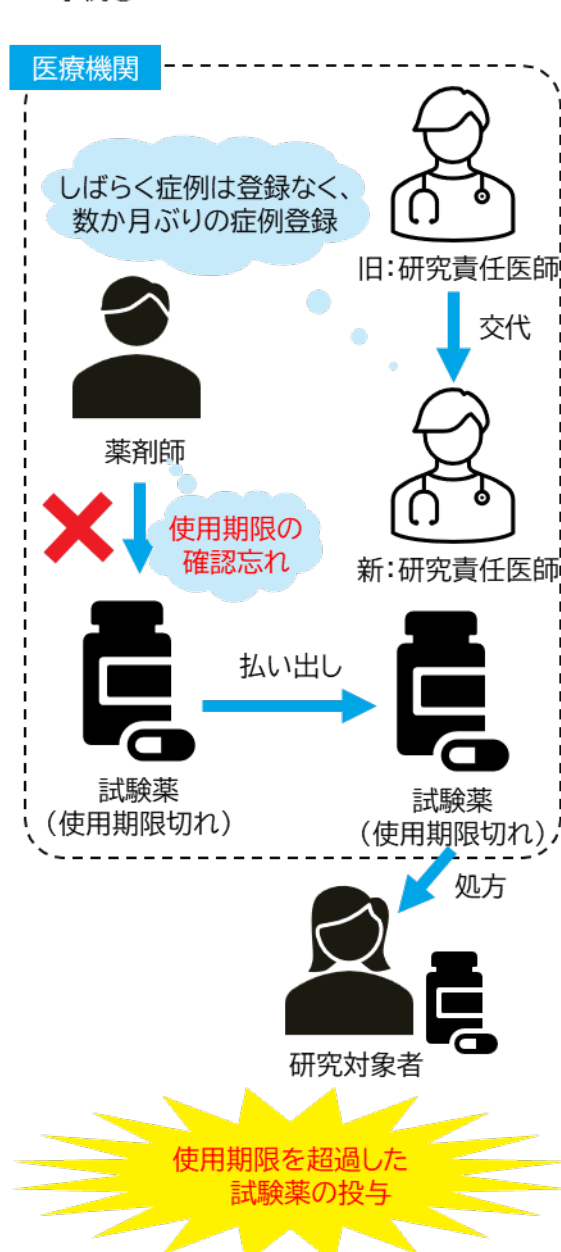 医療機関
しばらく症例は登録なく、
数か月ぶりの症例登録
旧：研究責任医師
交代
薬剤師
使用期限の
確認忘れ
新：研究責任医師
払い出し
試験薬
（使用期限切れ）
試験薬
（使用期限切れ）
処方
研究対象者
使用期限を超過した
試験薬の投与